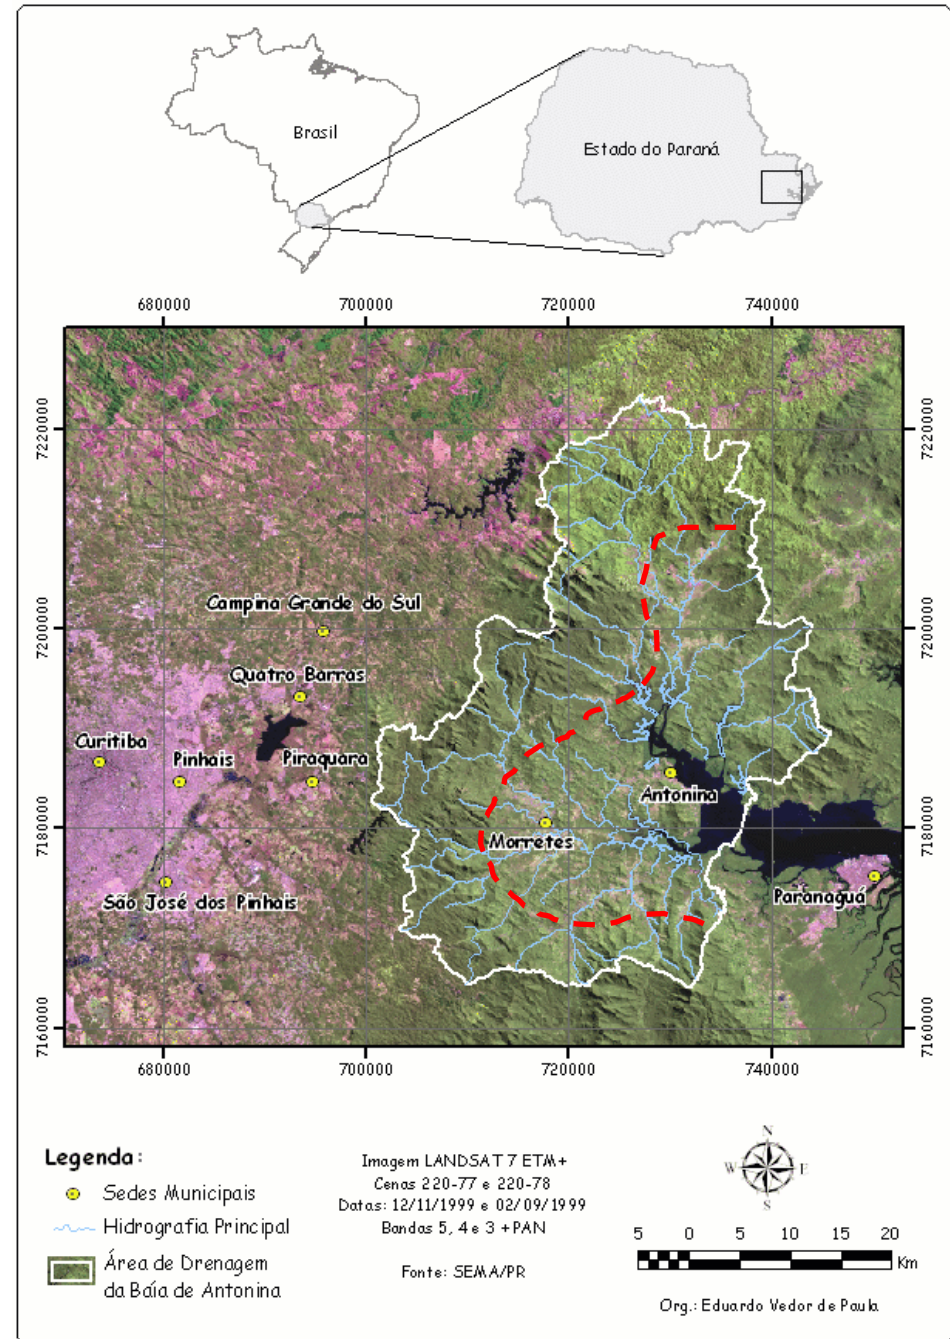 Brasil
Estado do Paraná
680000 700000 720000 740000
7220000 7220000
Campina Grande do Sul
7200000 7200000
Quatro Barras
Curitiba Pinhais Piraquara
Antonina
7180000 7180000
Morretes
Paranaguá
São José dos Pinhais
7160000 7160000
680000 700000 720000 740000
Legenda:
Sedes Municipais
Hidrografia Principal
Área de Drenagem
da Baía de Antonina
Imagem LANDSAT 7 ETM+
Cenas 220-77 e 220-78
Datas: 12/11/1999 e 02/09/1999
Bandas 5, 4 e 3 +PAN
Fonte: SEMA/PR
N
W E
S
5 0 5 10 15 20
Km
Org.: Eduardo Vedor de Paula